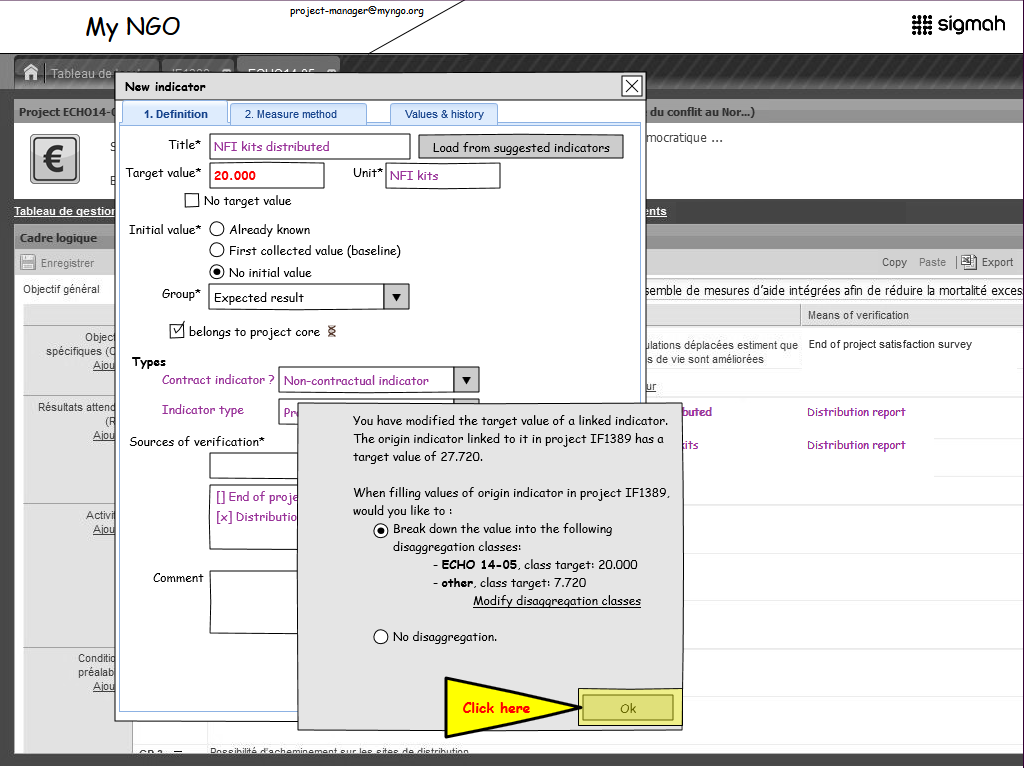 project-manager@myngo.org
My NGO
sigmah
Tableau de
New indicator
Project ECHO14-
du conflit au Nor...)
1. Definition
2. Measure method
Values & history
mocratique ...
Title*
NFI kits distributed
Load from suggested indicators
Target value*
20.000
Unit*
NFI kits
No target value
Tableau de gestion
ents
Initial value*
Already known
First collected value (baseline)
No initial value
Cadre logique
Enregistrer
Copy
Paste
Export
Objectif général
Group*
Expected result
semble de mesures d'aide intégrées afin de réduire la mortalité excess
Means of verification
belongs to project core
Object
spécifiques (O
Ajou
ulations déplacées estiment que
s de vie sont améliorées
End of project satisfaction survey
Types
Contract indicator ?
Non-contractual indicator
ur
Indicator type
Pr
Résultats attend
(R
Ajou
buted
Distribution report
kits
Distribution report
Sources of verification*
[] End of proje
[x] Distributio
Activi
Ajou
Comment
Conditio
préalab
Ajou
You have modified the target value of a linked indicator.
The origin indicator linked to it in project IF1389 has a
target value of 27.720.
When filling values of origin indicator in project IF1389,
would you like to :
Break down the value into the following
disaggregation classes:
- ECHO 14-05, class target: 20.000
- other, class target: 7.720
Modify disaggregation classes
No disaggregation.
Click here
Ok
Possibilité d'acheminement sur les sites de distribution